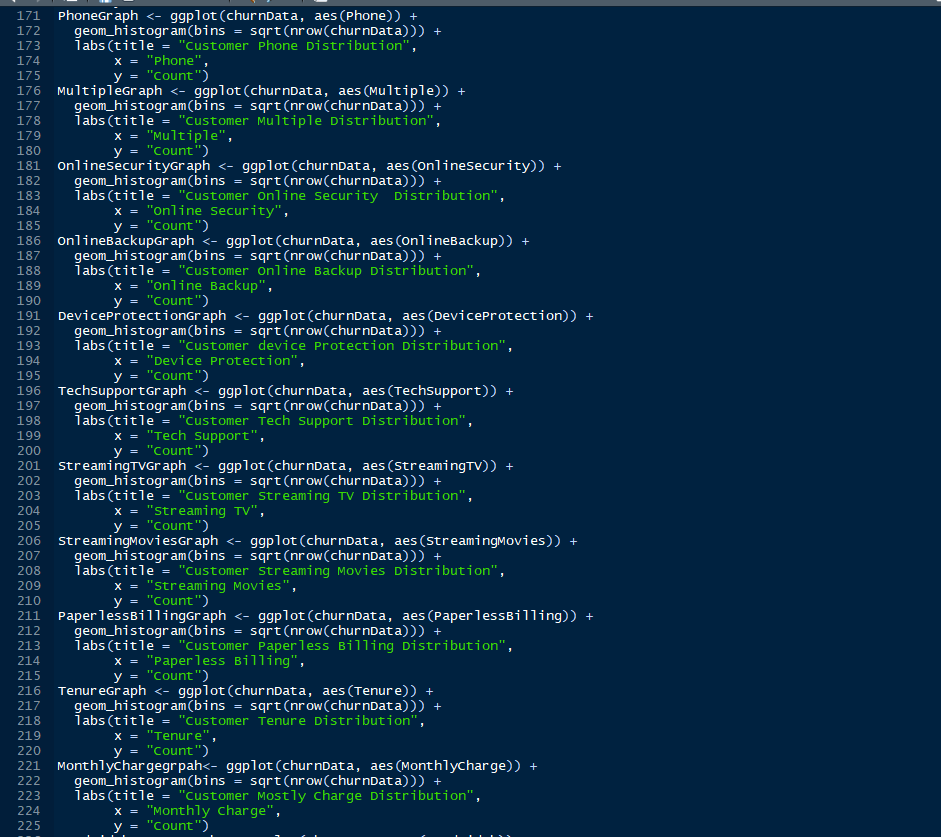 171 PhoneGraph <- ggplot(churnData, aes(Phone)) +
172   geom_histogram(bins = sqrt(nrow(churnData))) +
173   labs(title = "Customer Phone Distribution",
174        x = "Phone",
175        y = "Count")
176 MultipleGraph <- ggplot(churnData, aes(Multiple)) +
177   geom_histogram(bins = sqrt(nrow(churnData))) +
178   labs(title = "Customer Multiple Distribution",
179        x = "Multiple",
180        y = "Count")
181 OnlineSecurityGraph <- ggplot(churnData, aes(OnlineSecurity)) +
182   geom_histogram(bins = sqrt(nrow(churnData))) +
183   labs(title = "Customer Online Security  Distribution",
184        x = "Online Security",
185        y = "Count")
186 OnlineBackupGraph <- ggplot(churnData, aes(OnlineBackup)) +
187   geom_histogram(bins = sqrt(nrow(churnData))) +
188   labs(title = "Customer Online Backup Distribution",
189        x = "Online Backup",
190        y = "Count")
191 DeviceProtectionGraph <- ggplot(churnData, aes(DeviceProtection)) +
192   geom_histogram(bins = sqrt(nrow(churnData))) +
193   labs(title = "Customer device Protection Distribution",
194        x = "Device Protection",
195        y = "Count")
196 TechSupportGraph <- ggplot(churnData, aes(TechSupport)) +
197   geom_histogram(bins = sqrt(nrow(churnData))) +
198   labs(title = "Customer Tech Support Distribution",
199        x = "Tech Support",
200        y = "Count")
201 StreamingTVGraph <- ggplot(churnData, aes(StreamingTV)) +
202   geom_histogram(bins = sqrt(nrow(churnData))) +
203   labs(title = "Customer Streaming TV Distribution",
204        x = "Streaming TV",
205        y = "Count")
206 StreamingMoviesGraph <- ggplot(churnData, aes(StreamingMovies)) +
207   geom_histogram(bins = sqrt(nrow(churnData))) +
208   labs(title = "Customer Streaming Movies Distribution",
209        x = "Streaming Movies",
210        y = "Count")
211 PaperlessBillingGraph <- ggplot(churnData, aes(PaperlessBilling)) +
212   geom_histogram(bins = sqrt(nrow(churnData))) +
213   labs(title = "Customer Paperless Billing Distribution",
214        x = "Paperless Billing",
215        y = "Count")
216 TenureGraph <- ggplot(churnData, aes(Tenure)) +
217   geom_histogram(bins = sqrt(nrow(churnData))) +
218   labs(title = "Customer Tenure Distribution",
219        x = "Tenure",
220        y = "Count")
221 MonthlyChargegrpah<- ggplot(churnData, aes(MonthlyCharge)) +
222   geom_histogram(bins = sqrt(nrow(churnData))) +
223   labs(title = "Customer Mostly Charge Distribution",
224        x = "Monthly Charge",
225        y = "Count")